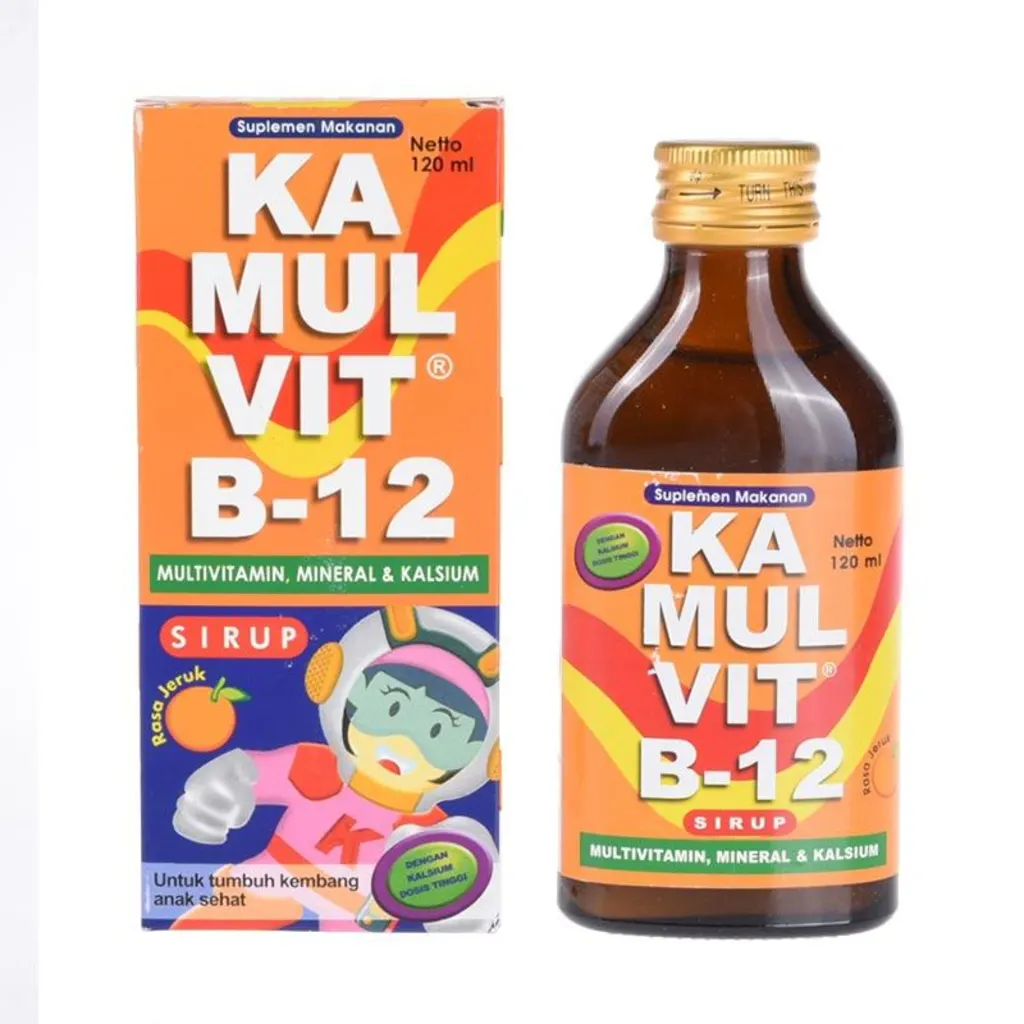 Suplemen Makanan
Netto
120 ml
KA
MUL
VIT®
B-12
MULTIVITAMIN, MINERAL & KALSIUM
SIRUP
Rasa Jeruk
K
DENGAN
KALSIUM
DOSIS TINGGI
Untuk tumbuh kembang
anak sehat
TURN THIS
Suplemen Makanan
DENGAN
KALSIUM
DOSIS TINGGI
Netto
120 ml
KA
MUL
VIT®
B-12
Rasa Jeruk
SIRUP
MULTIVITAMIN, MINERAL & KALSIUM